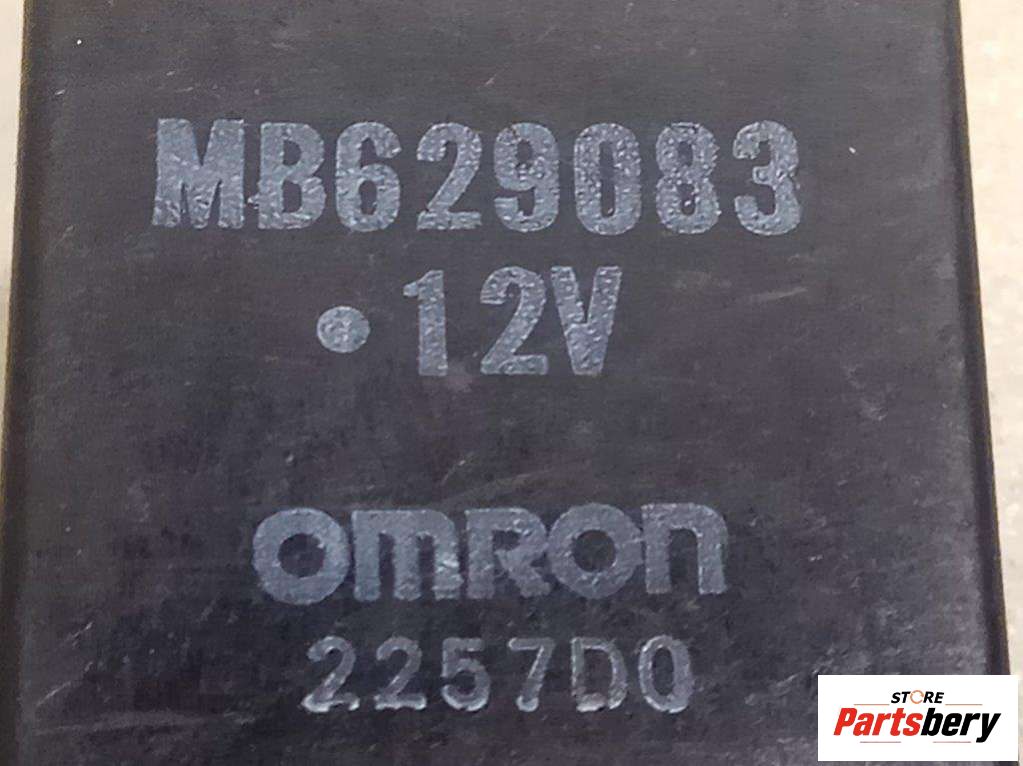 MB629083
·12V
OMRON
2257D0
STORE
Partsbery